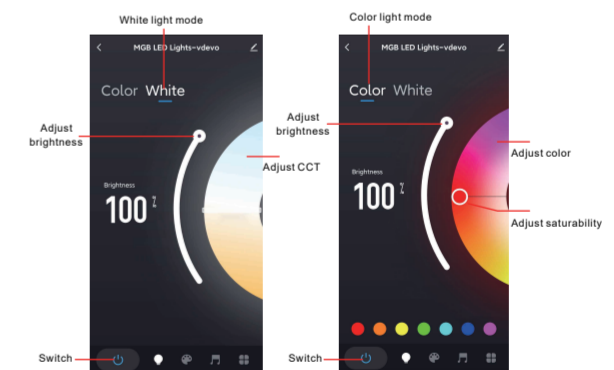 White light mode
MGB LED Lights-vdevo
Color White
Adjust
brightness
Adjust CCT
Brightness
100 %
Switch
Color light mode
MGB LED Lights-vdevo
Color White
Adjust
brightness
Adjust color
Brightness
100 %
Adjust saturability
Switch